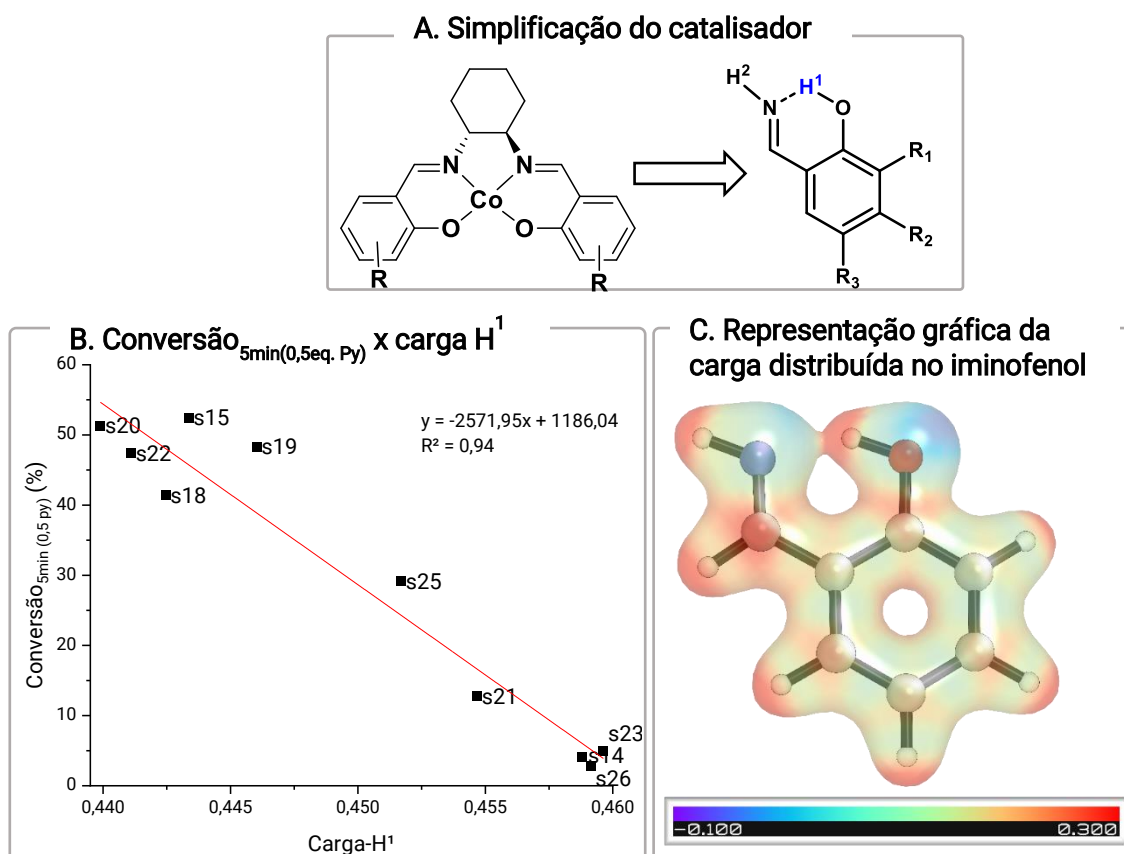 A. Simplificação do catalisador
H² H¹
N O
R₁
N N
Co
O O
R₂
R R
R₃
B. Conversão5min(0,5eq. Py) x carga H¹
60
s15
y = -2571,95x + 1186,04
s20
50
s19
R² = 0,94
s22
s18
40
30
s25
20
s21
10
s23
s14
0
s26
0,440 0,445 0,450 0,455 0,460
Carga-H¹
Conversão5min (0,5 py) (%)
C. Representação gráfica da
carga distribuída no iminofenol
-0.100 0.300